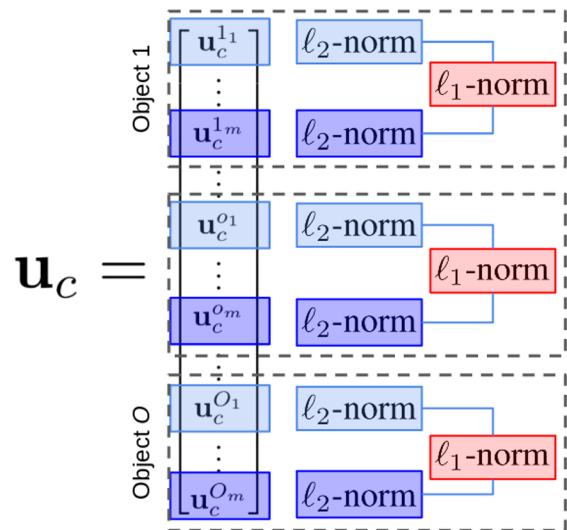 Object 1
𝐮_c^{1_1} ℓ₂-norm
ℓ₁-norm
⋮
𝐮_c^{1_m} ℓ₂-norm
⋮
𝐮_c =
𝐮_c^{o_1} ℓ₂-norm
ℓ₁-norm
⋮
𝐮_c^{o_m} ℓ₂-norm
⋮
Object O
𝐮_c^{O_1} ℓ₂-norm
ℓ₁-norm
⋮
𝐮_c^{O_m} ℓ₂-norm